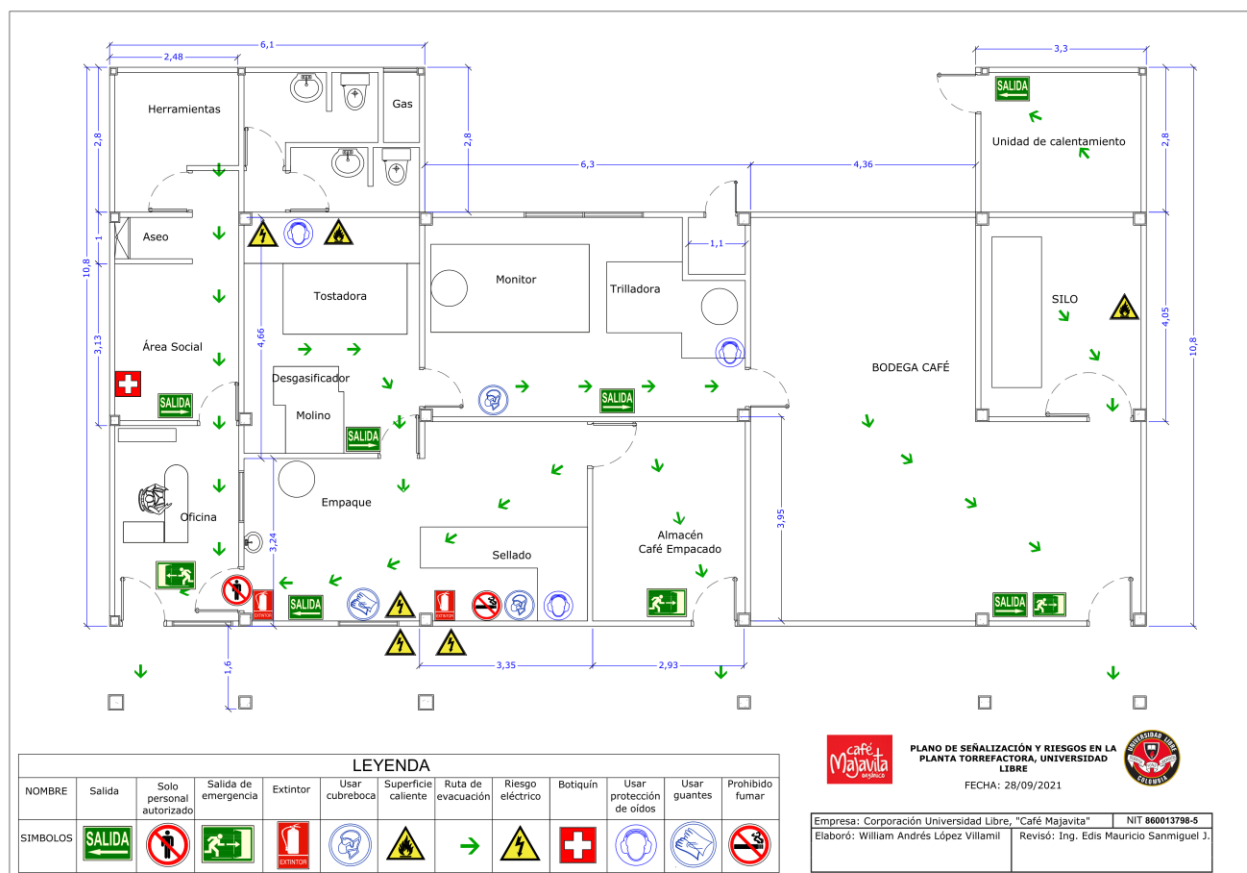 6,1
3,3
2,48
SALIDA
Herramientas
Gas
Unidad de calentamiento
2,8
2,8
2,8
6,3
4,36
Aseo
1
1,1
10,8
Monitor
Trilladora
Tostadora
SILO
4,66
4,05
10,8
3,13
Área Social
BODEGA CAFÉ
Desgasificador
SALIDA
SALIDA
Molino
SALIDA
Empaque
Oficina
3,95
Almacén
Café Empacado
3,24
Sellado
EXTINTOR
SALIDA
EXTINTOR
SALIDA
1,6
3,35
2,93
LEYENDA
NOMBRE
Salida
Solo
personal
autorizado
Salida de
emergencia
Extintor
Usar
cubreboca
Superficie
caliente
Ruta de
evacuación
Riesgo
eléctrico
Botiquín
Usar
protección
de oídos
Usar
guantes
Prohibido
fumar
SIMBOLOS
SALIDA
EXTINTOR
café
Majavita
orgánico
PLANO DE SEÑALIZACIÓN Y RIESGOS EN LA
PLANTA TORREFACTORA, UNIVERSIDAD
LIBRE
FECHA: 28/09/2021
UNIVERSIDAD LIBRE
COLOMBIA
Empresa: Corporación Universidad Libre, "Café Majavita"
NIT 860013798-5
Elaboró: William Andrés López Villamil
Revisó: Ing. Edis Mauricio Sanmiguel J.